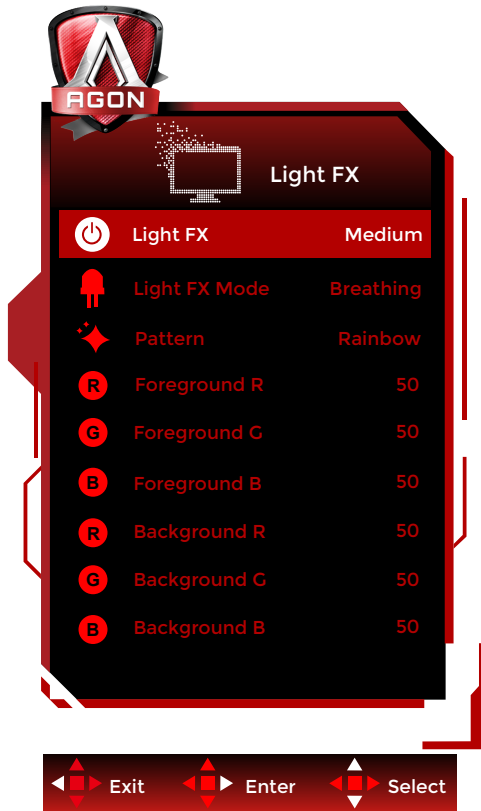 AGON
Light FX
Light FX Medium
Light FX Mode Breathing
Pattern Rainbow
R Foreground R 50
G Foreground G 50
B Foreground B 50
R Background R 50
G Background G 50
B Background B 50
Exit Enter Select